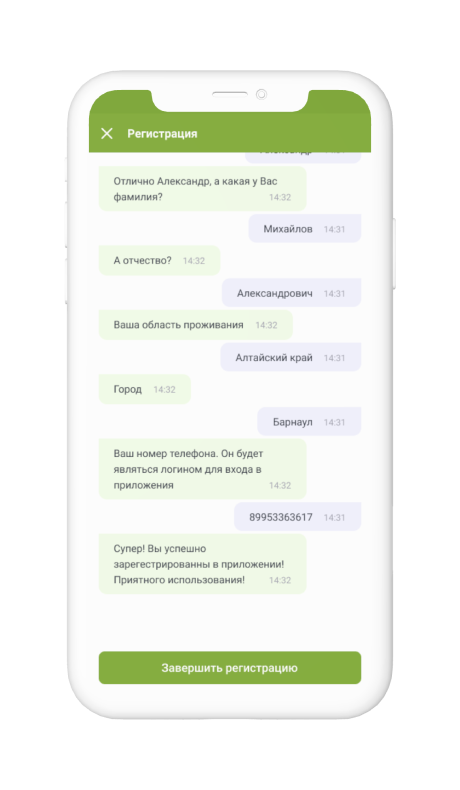 Регистрация
Отлично Александр, а какая у Вас
фамилия? 14:32
Михайлов 14:31
А отчество? 14:32
Александрович 14:31
Ваша область проживания 14:32
Алтайский край 14:31
Город 14:32
Барнаул 14:31
Ваш номер телефона. Он будет
являться логином для входа в
приложения 14:32
89953363617 14:31
Супер! Вы успешно
зарегестрированны в приложении!
Приятного использования! 14:32
Завершить регистрацию